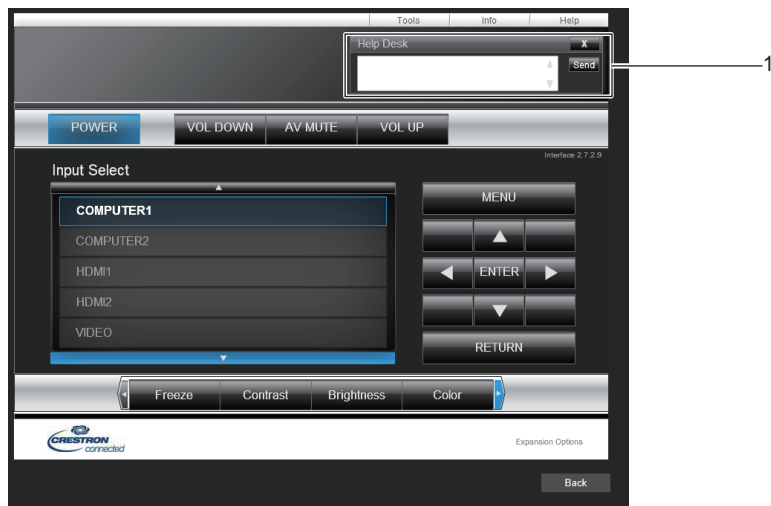 Tools Info Help
Help Desk X
Send
1
POWER VOL DOWN AV MUTE VOL UP
Interface 2.7.2.9
Input Select
COMPUTER1
COMPUTER2
HDMI1
HDMI2
VIDEO
MENU
ENTER
RETURN
Freeze Contrast Brightness Color
CRESTRON
connected
Expansion Options
Back